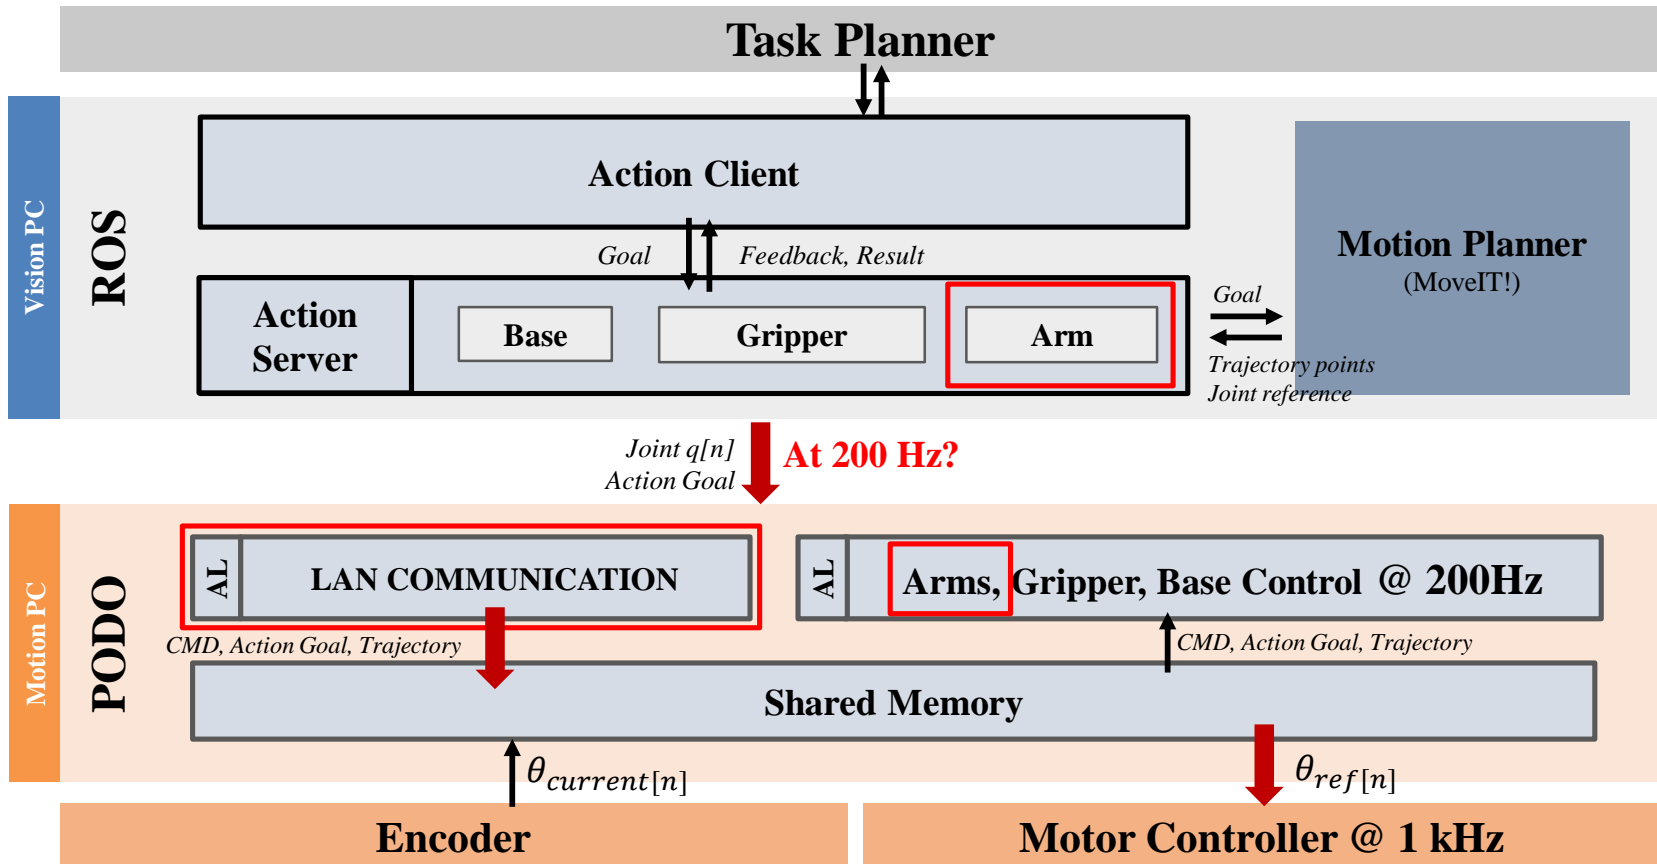 Task Planner
Vision PC
ROS
Action Client
Goal
Feedback, Result
Action
Server
Base
Gripper
Arm
Goal
Trajectory points
Joint reference
Motion Planner
(MoveIT!)
Joint q[n]
Action Goal
At 200 Hz?
Motion PC
PODO
AL
LAN COMMUNICATION
AL
Arms, Gripper, Base Control @ 200Hz
CMD, Action Goal, Trajectory
CMD, Action Goal, Trajectory
Shared Memory
θcurrent[n]
θref[n]
Encoder
Motor Controller @ 1 kHz